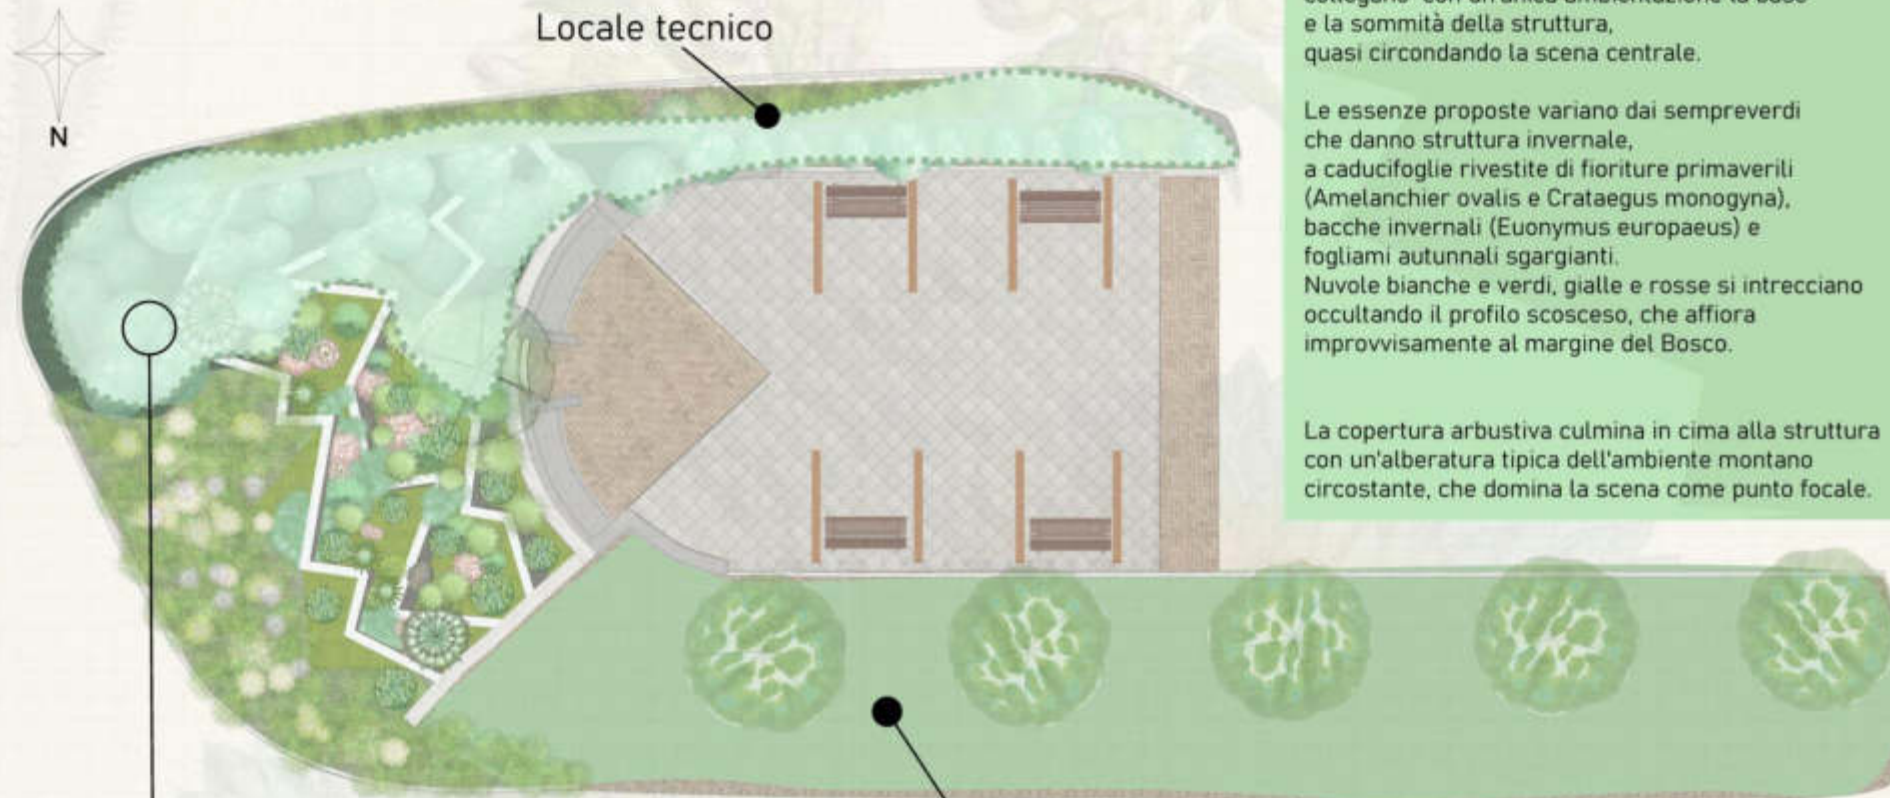 Locale tecnico
N
e la sommità della struttura,
quasi circondando la scena centrale.
Le essenze proposte variano dai sempreverdi
che danno struttura invernale,
a caducifoglie rivestite di fioriture primaverili
(Amelanchier ovalis e Crataegus monogyna),
bacche invernali (Euonymus europaeus) e
fogliami autunnali sgargianti.
Nuvole bianche e verdi, gialle e rosse si intrecciano
occultando il profilo scosceso, che affiora
improvvisamente al margine del Bosco.
La copertura arbustiva culmina in cima alla struttura
con un'alberatura tipica dell'ambiente montano
circostante, che domina la scena come punto focale.